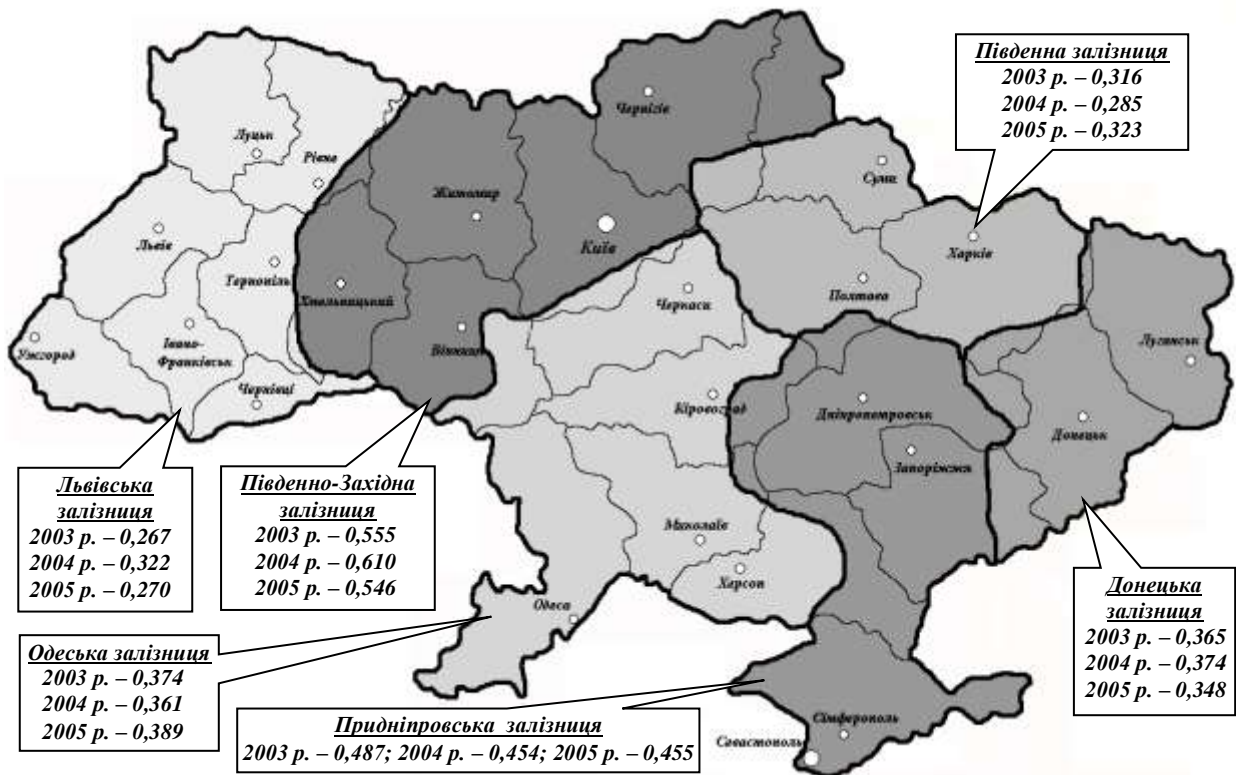 Південна залізниця
2003 р. – 0,316
2004 р. – 0,285
2005 р. – 0,323
Чернігів
Луцьк
Рівне
Суми
Житомир
Київ
Львів
Харків
Тернопіль
Хмельницький
Полтава
Черкаси
Ужгород
Івано-
Франківськ
Вінниця
Луганськ
Чернівці
Кіровоград
Дніпропетровськ
Донецьк
Запоріжжя
Львівська
залізниця
2003 р. – 0,267
2004 р. – 0,322
2005 р. – 0,270
Південно-Західна
залізниця
2003 р. – 0,555
2004 р. – 0,610
2005 р. – 0,546
Миколаїв
Херсон
Одеса
Донецька
залізниця
2003 р. – 0,365
2004 р. – 0,374
2005 р. – 0,348
Одеська залізниця
2003 р. – 0,374
2004 р. – 0,361
2005 р. – 0,389
Придніпровська залізниця
2003 р. – 0,487; 2004 р. – 0,454; 2005 р. – 0,455
Сімферополь
Севастополь